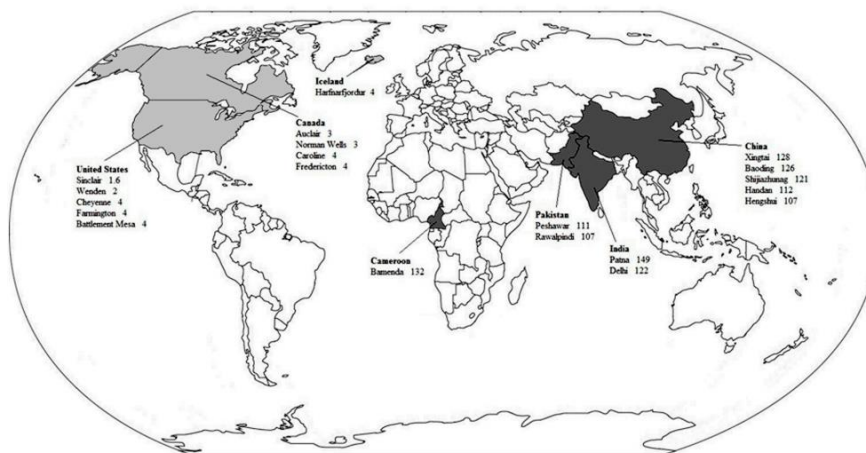 Iceland
Harfnarfjordur 4
Canada
Auclair 3
Norman Wells 3
Caroline 4
Fredericton 4
United States
Sinclair 1.6
Wenden 2
Cheyenne 4
Farmington 4
Battlement Mesa 4
China
Xingtai 128
Baoding 126
Shijiazhunag 121
Handan 112
Hengshui 107
Pakistan
Peshawar 111
Rawalpindi 107
India
Patna 149
Delhi 122
Cameroon
Bamenda 132